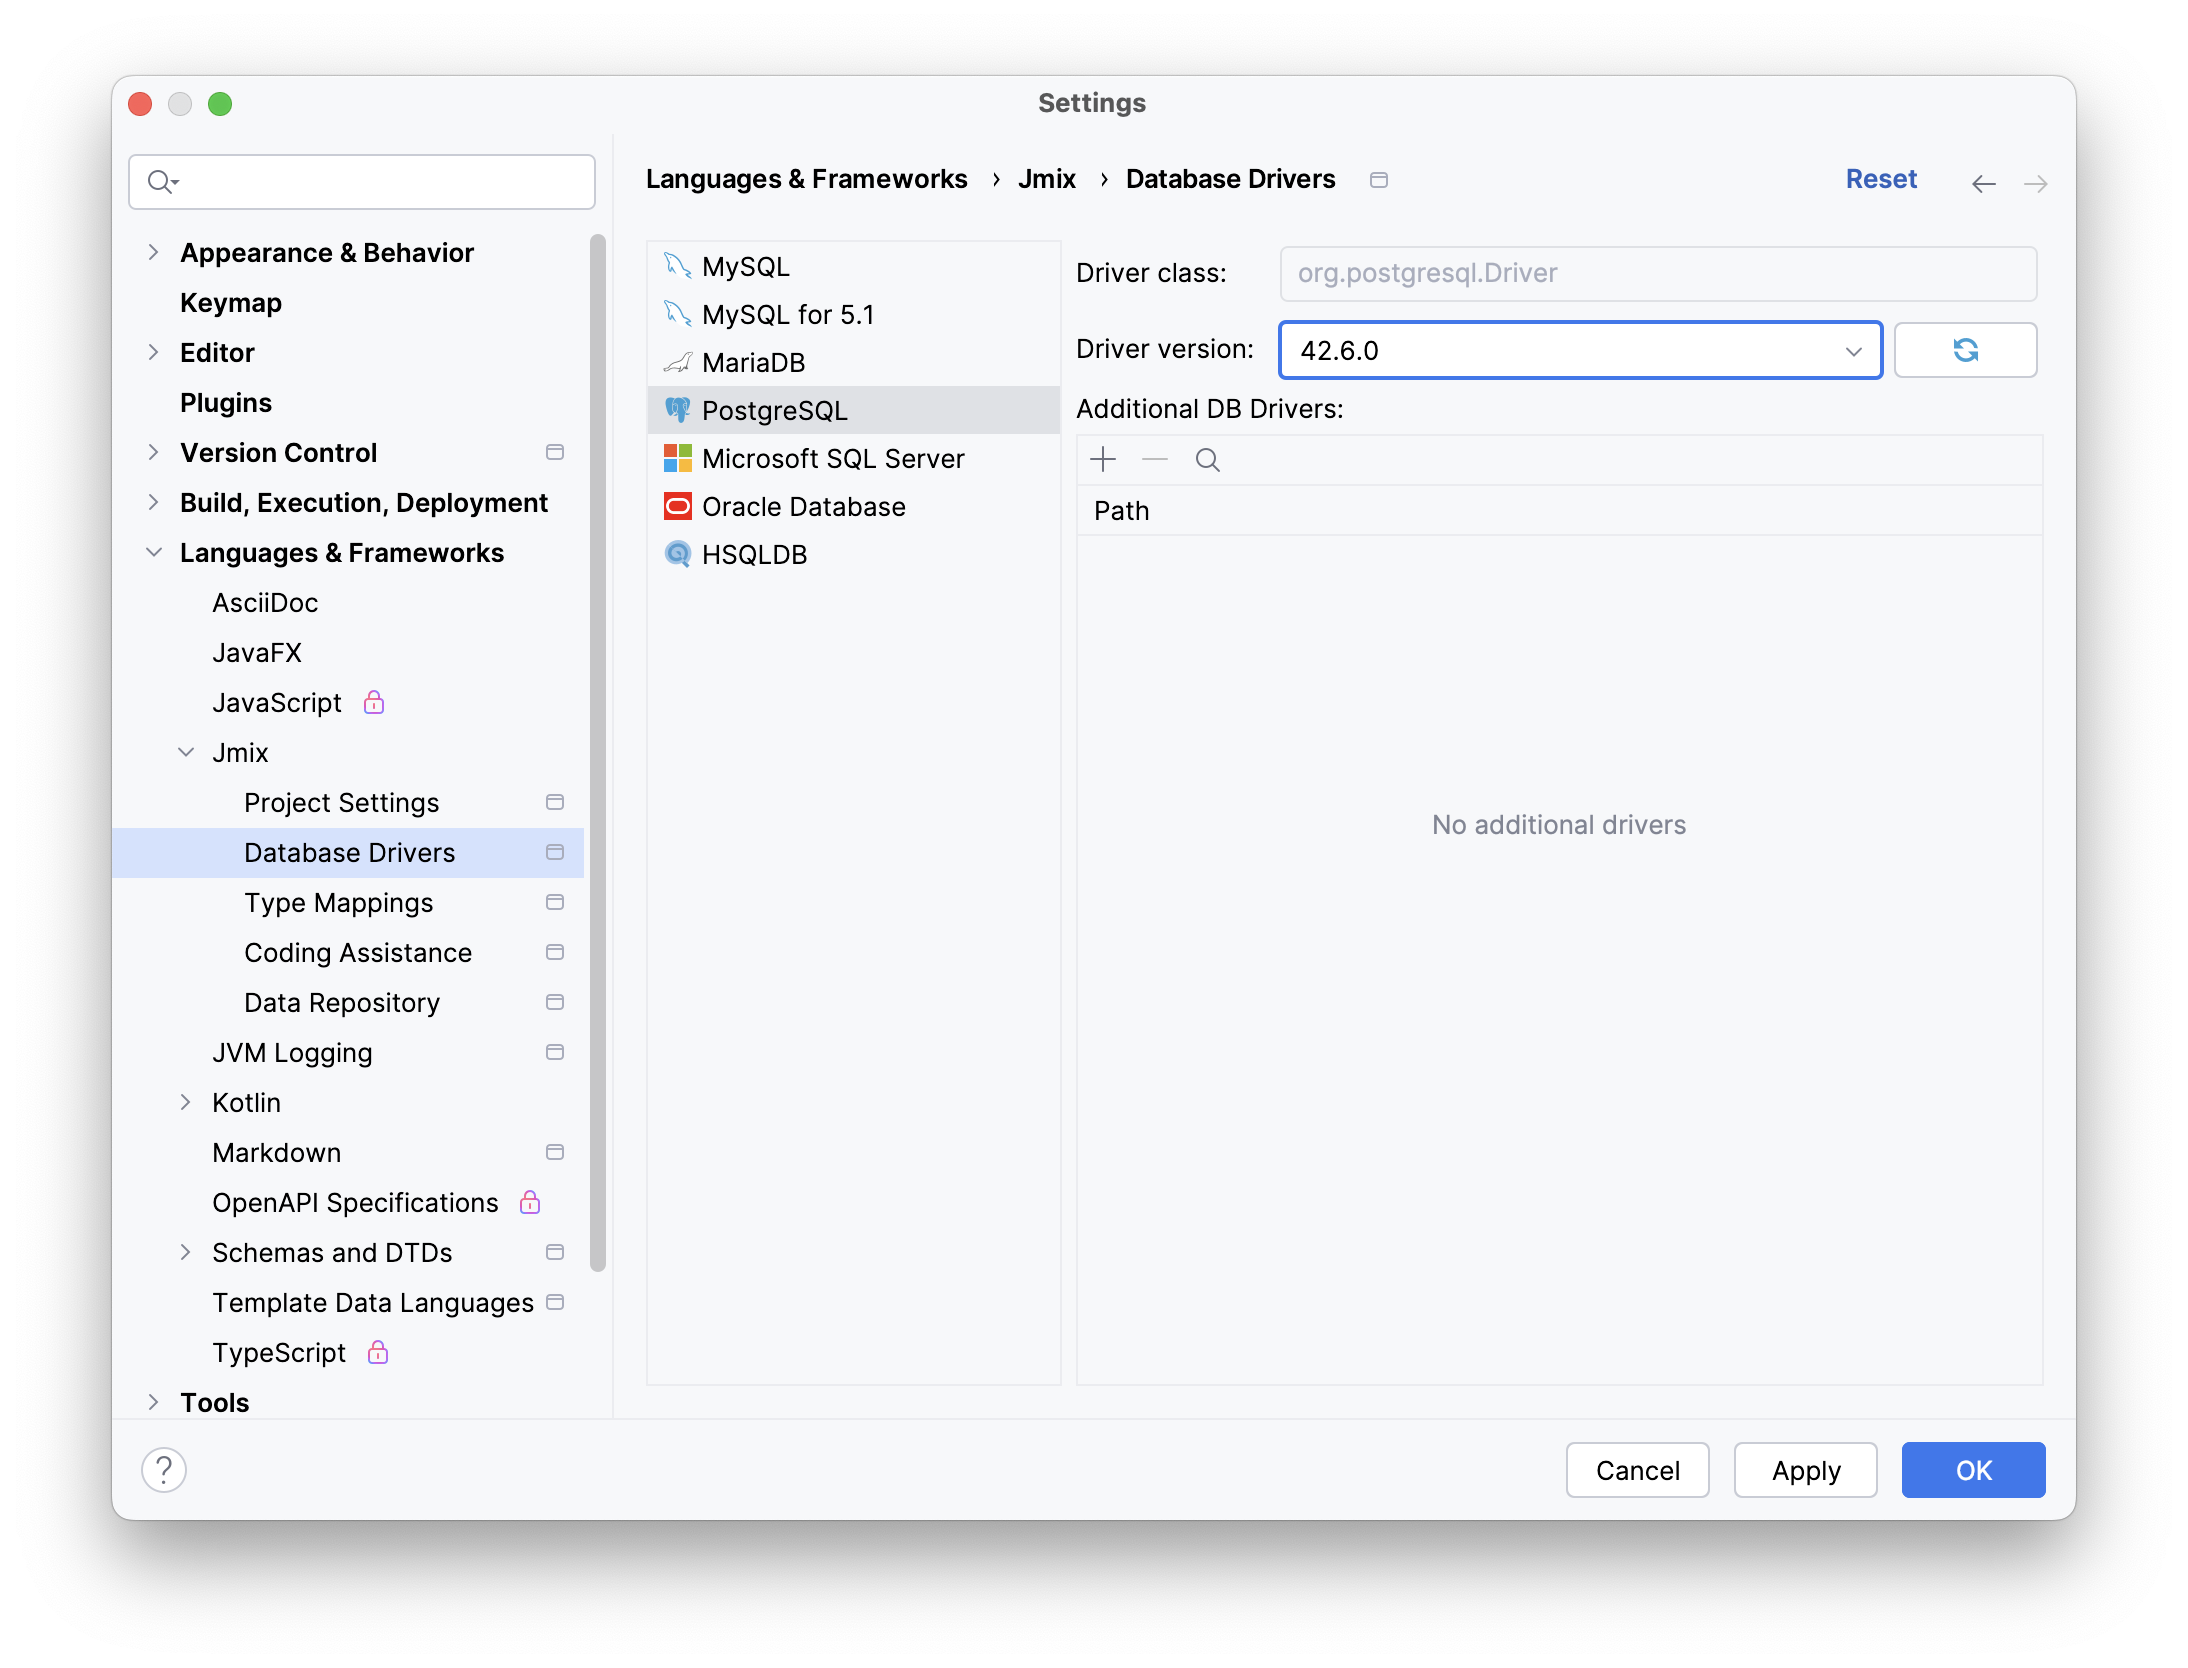 Settings
Languages & Frameworks › Jmix › Database Drivers
Reset
Appearance & Behavior
Keymap
Editor
Plugins
Version Control
Build, Execution, Deployment
Languages & Frameworks
AsciiDoc
JavaFX
JavaScript
Jmix
Project Settings
Database Drivers
Type Mappings
Coding Assistance
Data Repository
JVM Logging
Kotlin
Markdown
OpenAPI Specifications
Schemas and DTDs
Template Data Languages
TypeScript
Tools
MySQL
MySQL for 5.1
MariaDB
PostgreSQL
Microsoft SQL Server
Oracle Database
HSQLDB
Driver class: org.postgresql.Driver
Driver version: 42.6.0
Additional DB Drivers:
Path
No additional drivers
?
Cancel
Apply
OK